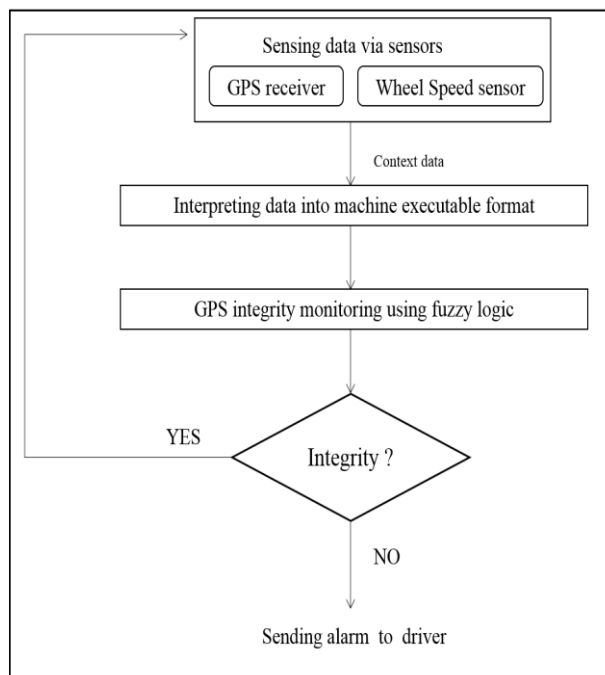 Sensing data via sensors
GPS receiver
Wheel Speed sensor
Context data
Interpreting data into machine executable format
GPS integrity monitoring using fuzzy logic
YES
Integrity ?
NO
Sending alarm to driver